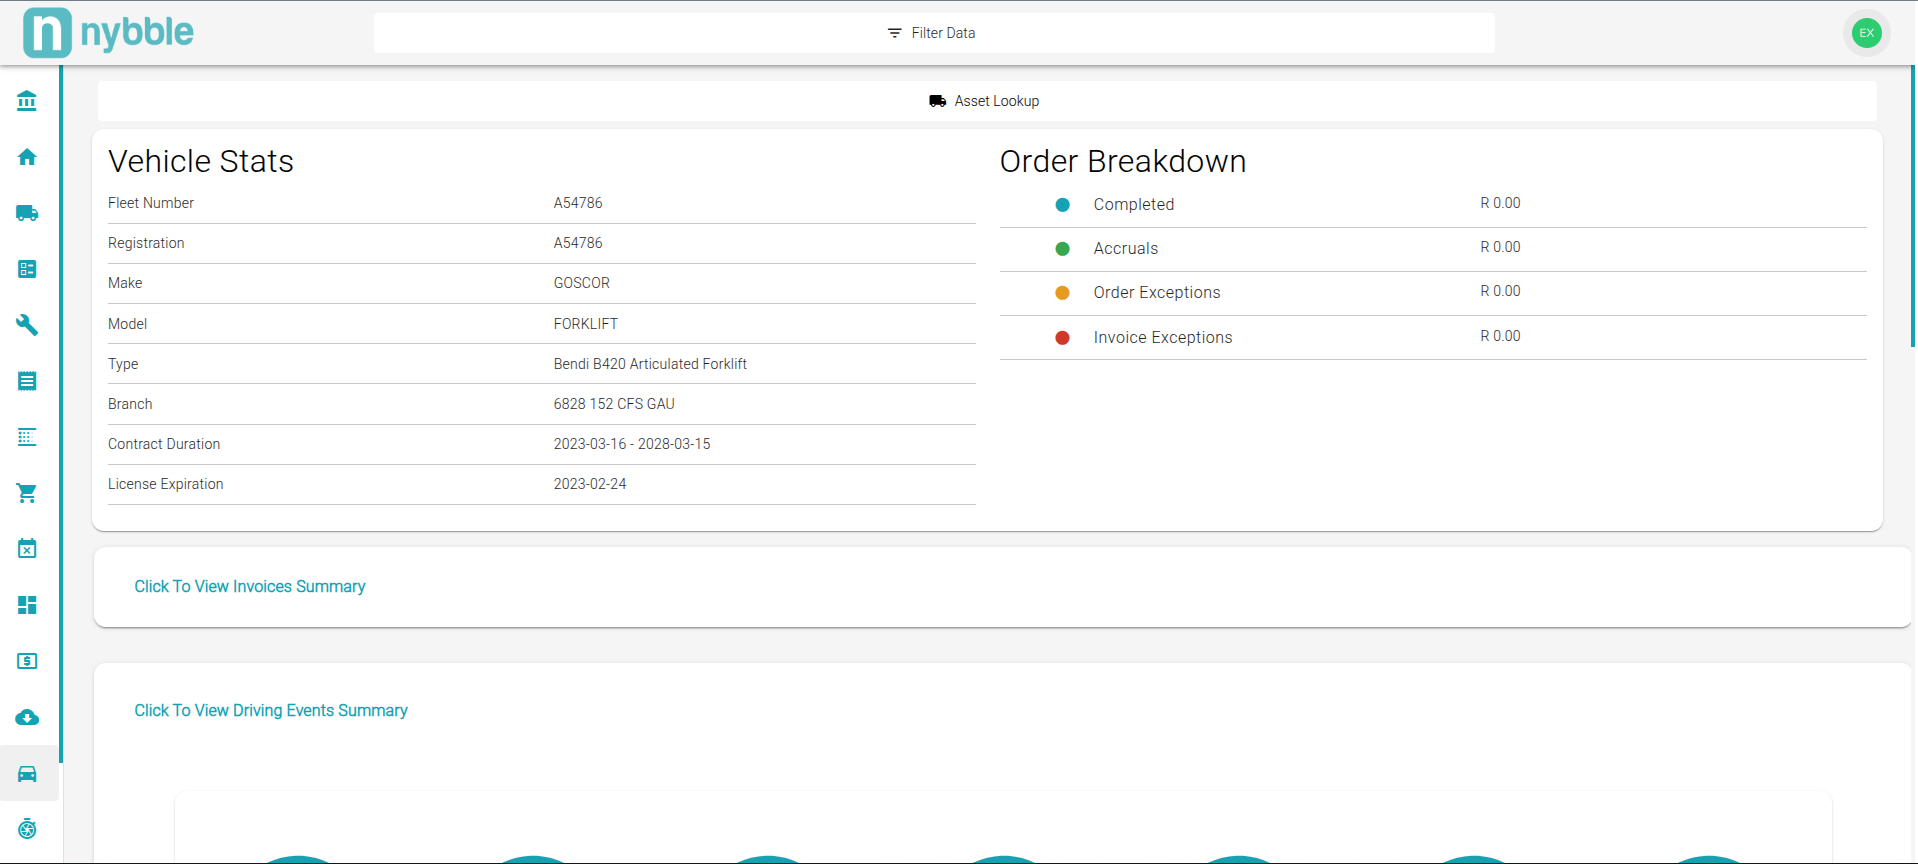 nybble
Filter Data
EX
Asset Lookup
Vehicle Stats
Fleet Number A54786
Registration A54786
Make GOSCOR
Model FORKLIFT
Type Bendi B420 Articulated Forklift
Branch 6828 152 CFS GAU
Contract Duration 2023-03-16 - 2028-03-15
License Expiration 2023-02-24
Order Breakdown
Completed R 0.00
Accruals R 0.00
Order Exceptions R 0.00
Invoice Exceptions R 0.00
Click To View Invoices Summary
Click To View Driving Events Summary